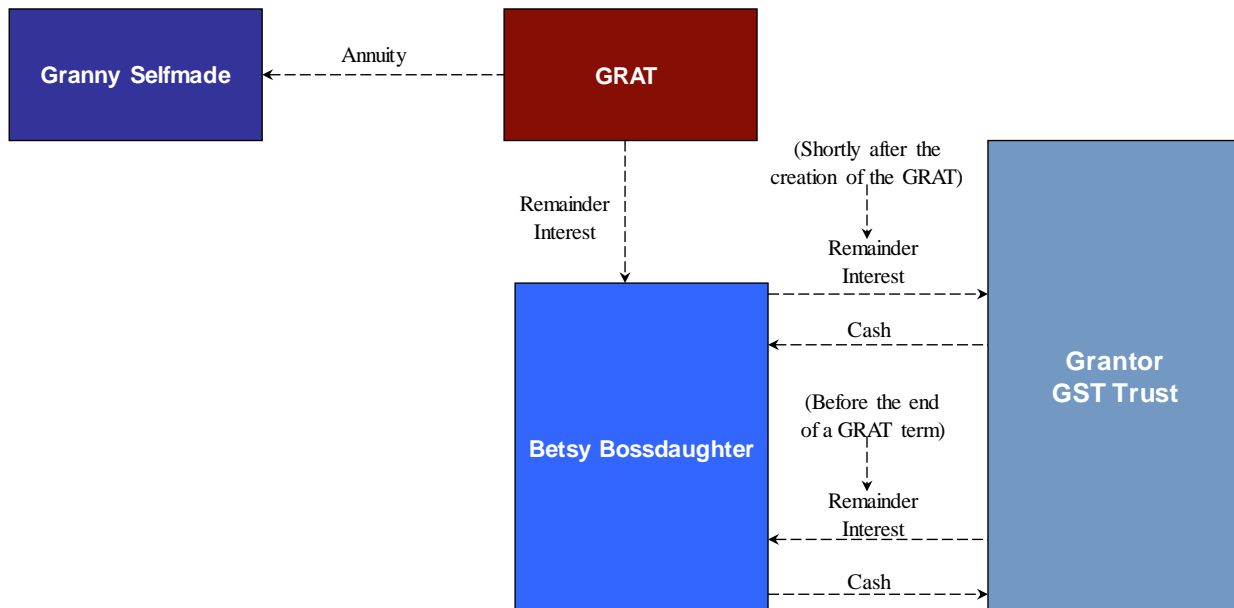 Granny Selfmade
Annuity
GRAT
Remainder
Interest
(Shortly after the
creation of the GRAT)
Remainder
Interest
Cash
Betsy Bossdaughter
(Before the end
of a GRAT term)
Remainder
Interest
Cash
Grantor
GST Trust